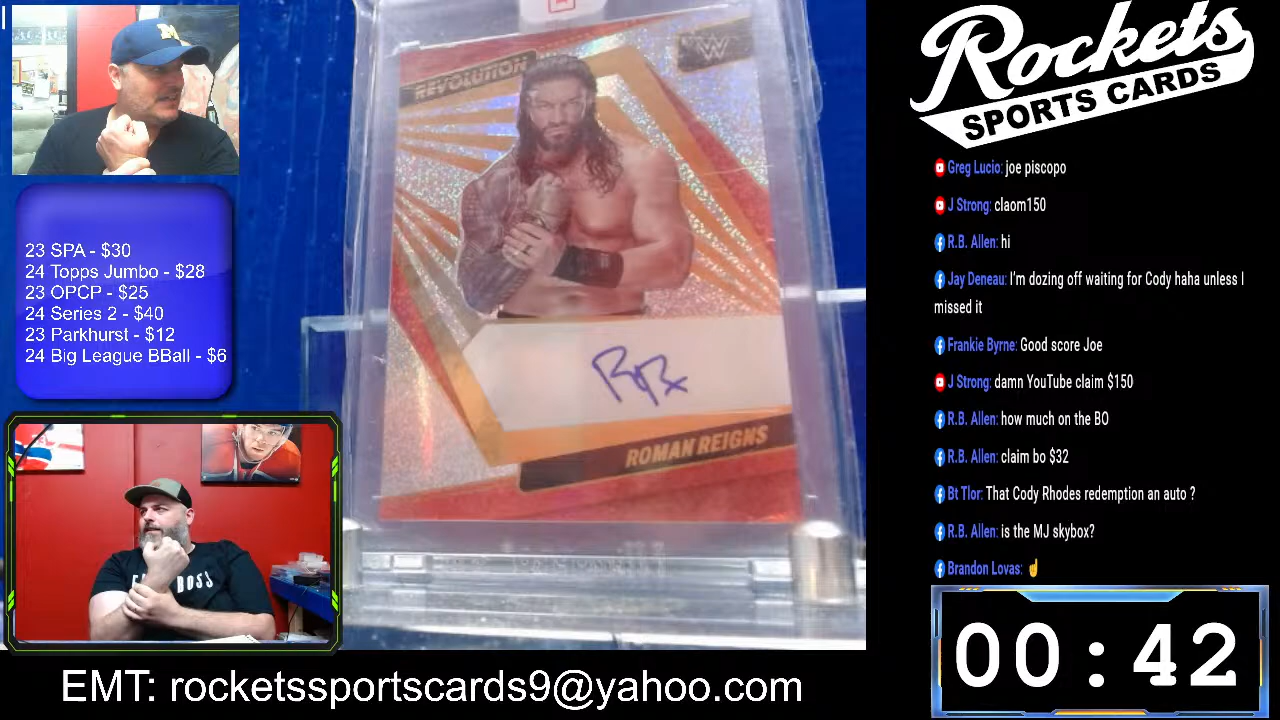 23 SPA - $30
24 Topps Jumbo - $28
23 OPCP - $25
24 Series 2 - $40
23 Parkhurst - $12
24 Big League BBall - $6
REVOLUTION
W
RR
ROMAN REIGNS
BOSS
EMT: rocketssportscards9@yahoo.com
Rockets
SPORTS CARDS
Greg Lucio: joe piscopo
J Strong: claom150
R.B. Allen: hi
Jay Deneau: I'm dozing off waiting for Cody haha unless I
missed it
Frankie Byrne: Good score Joe
J Strong: damn YouTube claim $150
R.B. Allen: how much on the BO
R.B. Allen: claim bo $32
Bt Tlor: That Cody Rhodes redemption an auto ?
R.B. Allen: is the MJ skybox?
Brandon Lovas: ☝
00:42